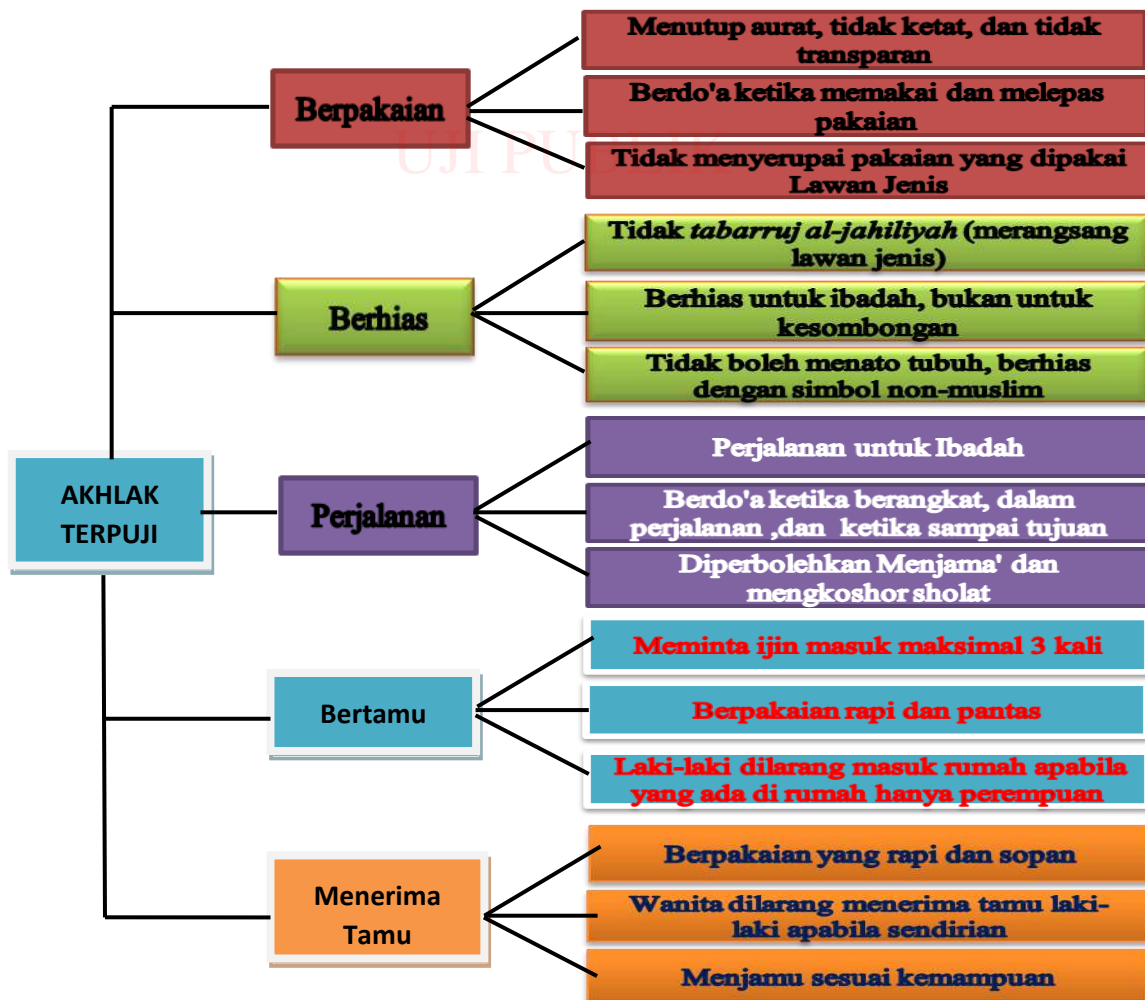 Menutup aurat, tidak ketat, dan tidak
transparan
Berpakaian
Berdo'a ketika memakai dan melepas
pakaian
UJI PUBLIK
Tidak menyerupai pakaian yang dipakai
Lawan Jenis
Tidak tabarruj al-jahiliyah (merangsang
lawan jenis)
Berhias
Berhias untuk ibadah, bukan untuk
kesombongan
Tidak boleh menato tubuh, berhias
dengan simbol non-muslim
AKHLAK
TERPUJI
Perjalanan
Perjalanan untuk Ibadah
Berdo'a ketika berangkat, dalam
perjalanan ,dan ketika sampai tujuan
Diperbolehkan Menjama' dan
mengkoshor sholat
Bertamu
Meminta ijin masuk maksimal 3 kali
Berpakaian rapi dan pantas
Laki-laki dilarang masuk rumah apabila
yang ada di rumah hanya perempuan
Menerima
Tamu
Berpakaian yang rapi dan sopan
Wanita dilarang menerima tamu laki-
laki apabila sendirian
Menjamu sesuai kemampuan